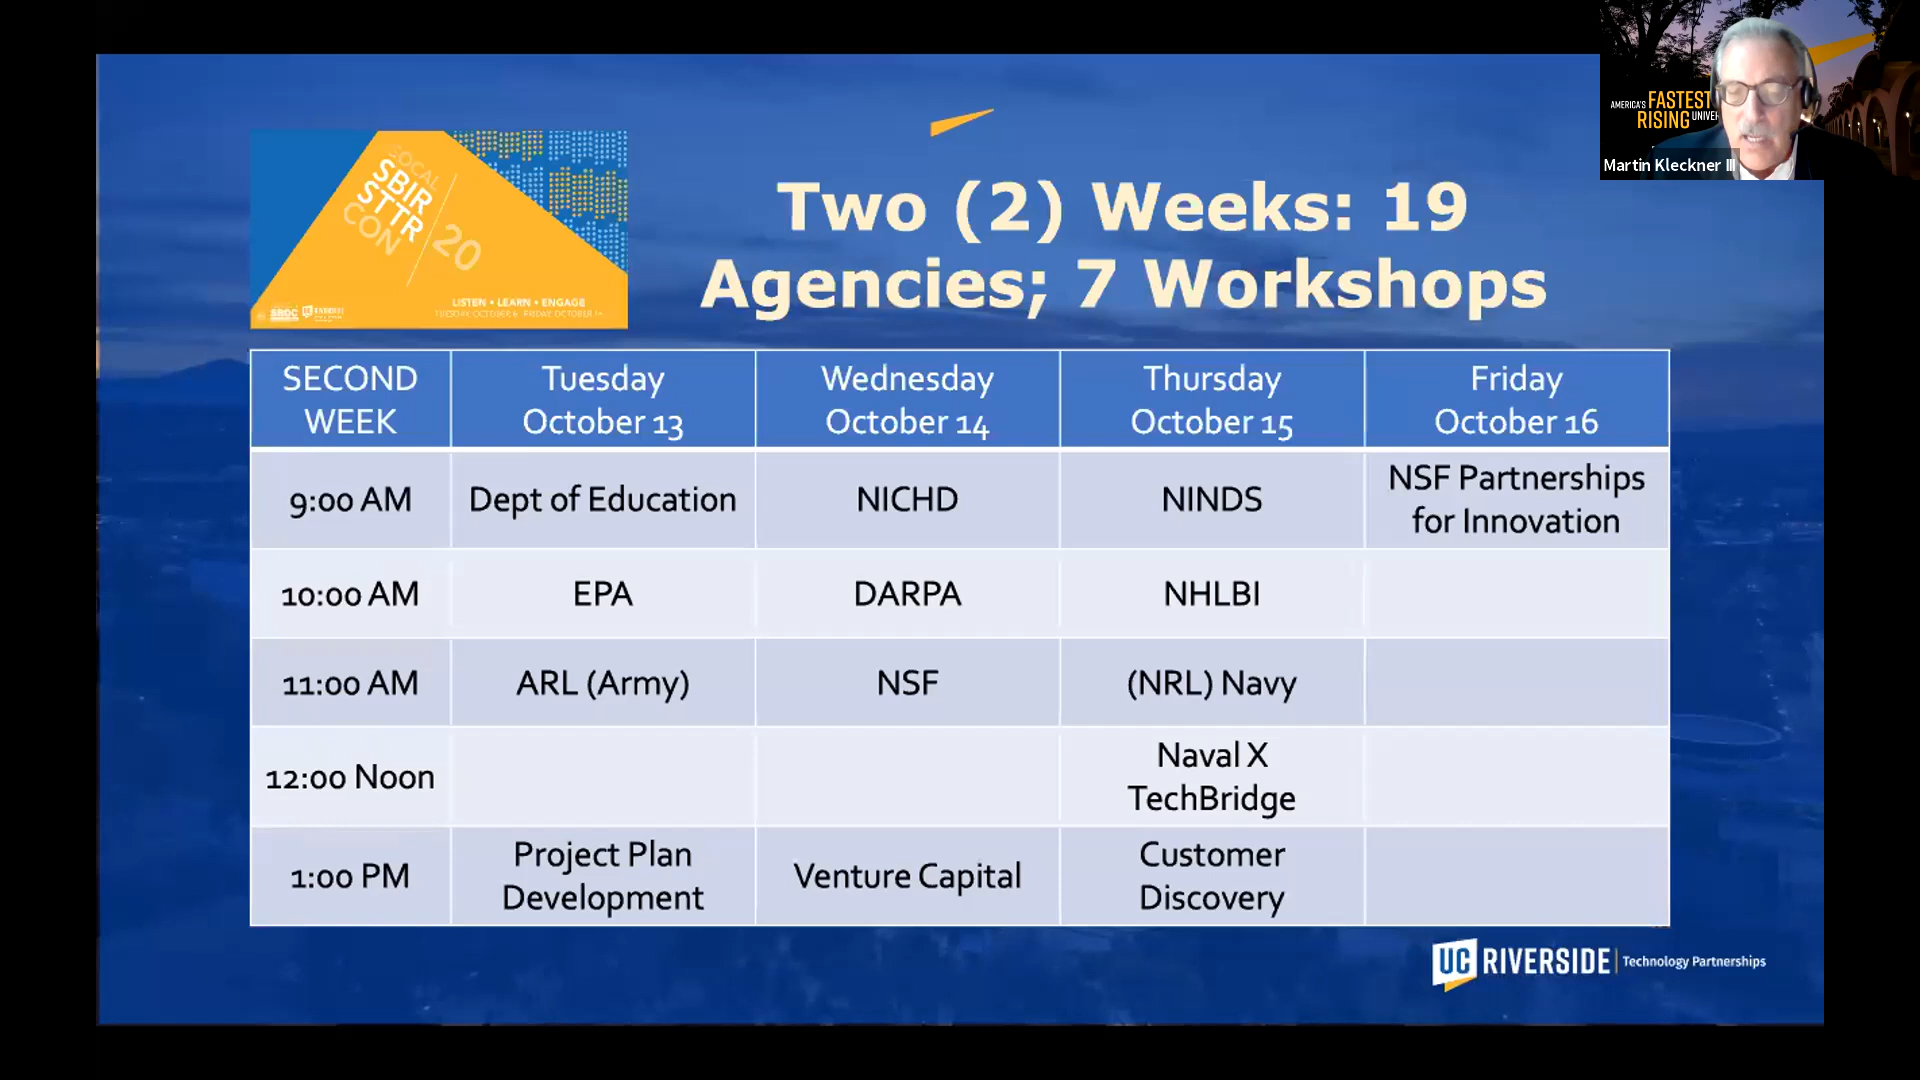 AMERICA'S FASTEST
RISING
Martin Kleckner III
SOCAL
SBIR
STTR
CON
20
LISTEN • LEARN • ENGAGE
SBDC
Two (2) Weeks: 19
Agencies; 7 Workshops
SECOND
WEEK
Tuesday
October 13
Wednesday
October 14
Thursday
October 15
Friday
October 16
9:00 AM
Dept of Education
NICHD
NINDS
NSF Partnerships
for Innovation
10:00 AM
EPA
DARPA
NHLBI
11:00 AM
ARL (Army)
NSF
(NRL) Navy
12:00 Noon
Naval X
TechBridge
1:00 PM
Project Plan
Development
Venture Capital
Customer
Discovery
UC RIVERSIDE Technology Partnerships